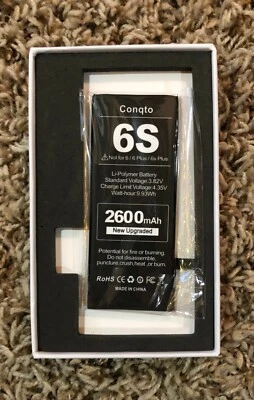 Conqto
6S
⚠Not for 6 / 6 Plus / 6s Plus
Li-Polymer Battery
Standard Voltage:3.82V
Charge Limit Voltage:4.35V
Watt-hour:9.93Wh
2600mAh
New Upgraded
Potential for fire or burning.
Do not disassemble,
puncture,crush,heat,or burn.
RoHS CE
MADE IN CHINA